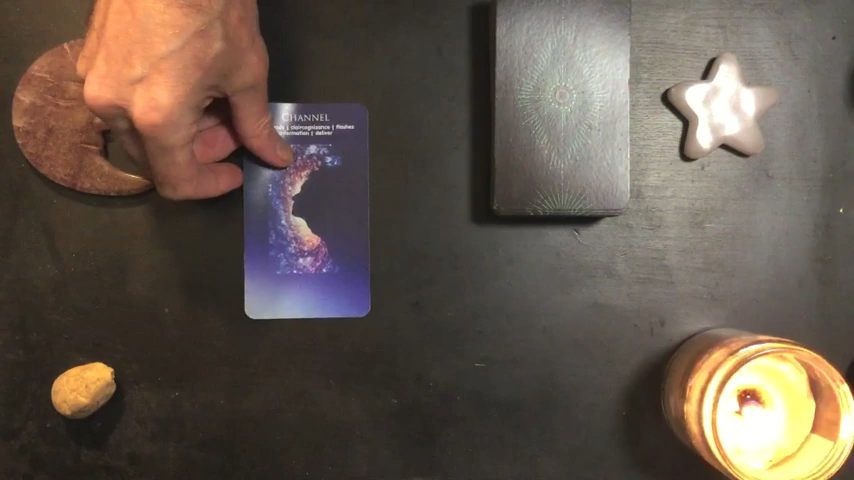 CHANNEL
| claircognizance | flashes
information | deliver